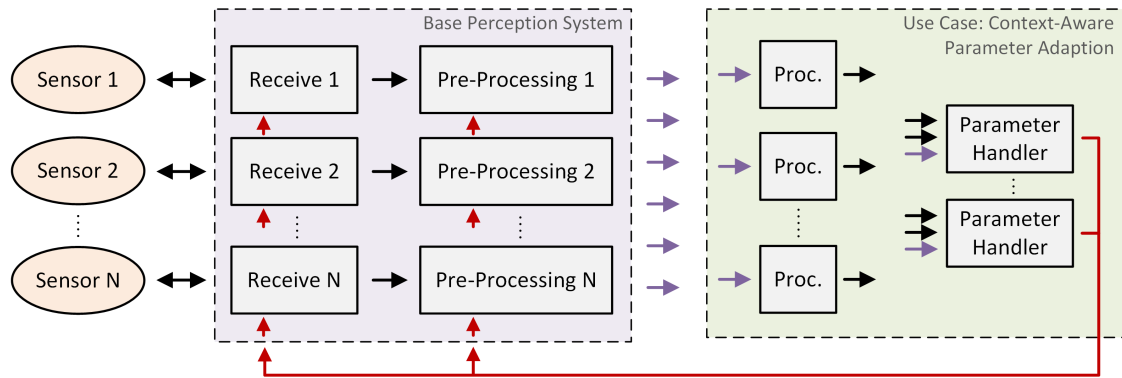 Base Perception System
Use Case: Context-Aware
Parameter Adaption
Sensor 1
Receive 1
Pre-Processing 1
Proc.
Sensor 2
Receive 2
Pre-Processing 2
Proc.
Parameter
Handler
Parameter
Handler
Sensor N
Receive N
Pre-Processing N
Proc.